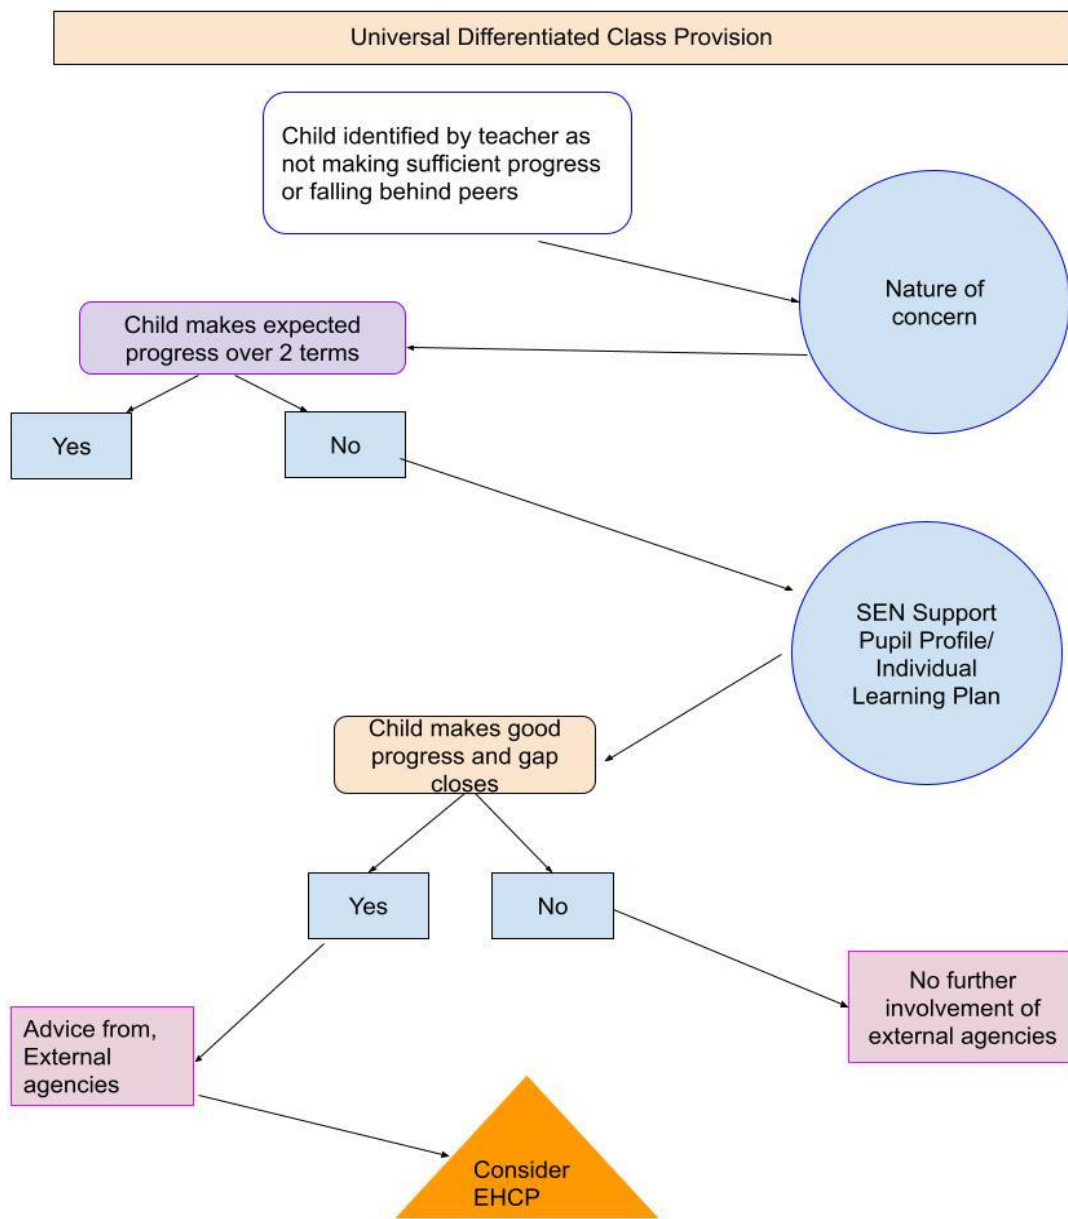 Universal Differentiated Class Provision
Child identified by teacher as
not making sufficient progress
or falling behind peers
Nature of
concern
Child makes expected
progress over 2 terms
Yes
No
SEN Support
Pupil Profile/
Individual
Learning Plan
Child makes good
progress and gap
closes
Yes
No
No further
involvement of
external agencies
Advice from,
External
agencies
Consider
EHCP